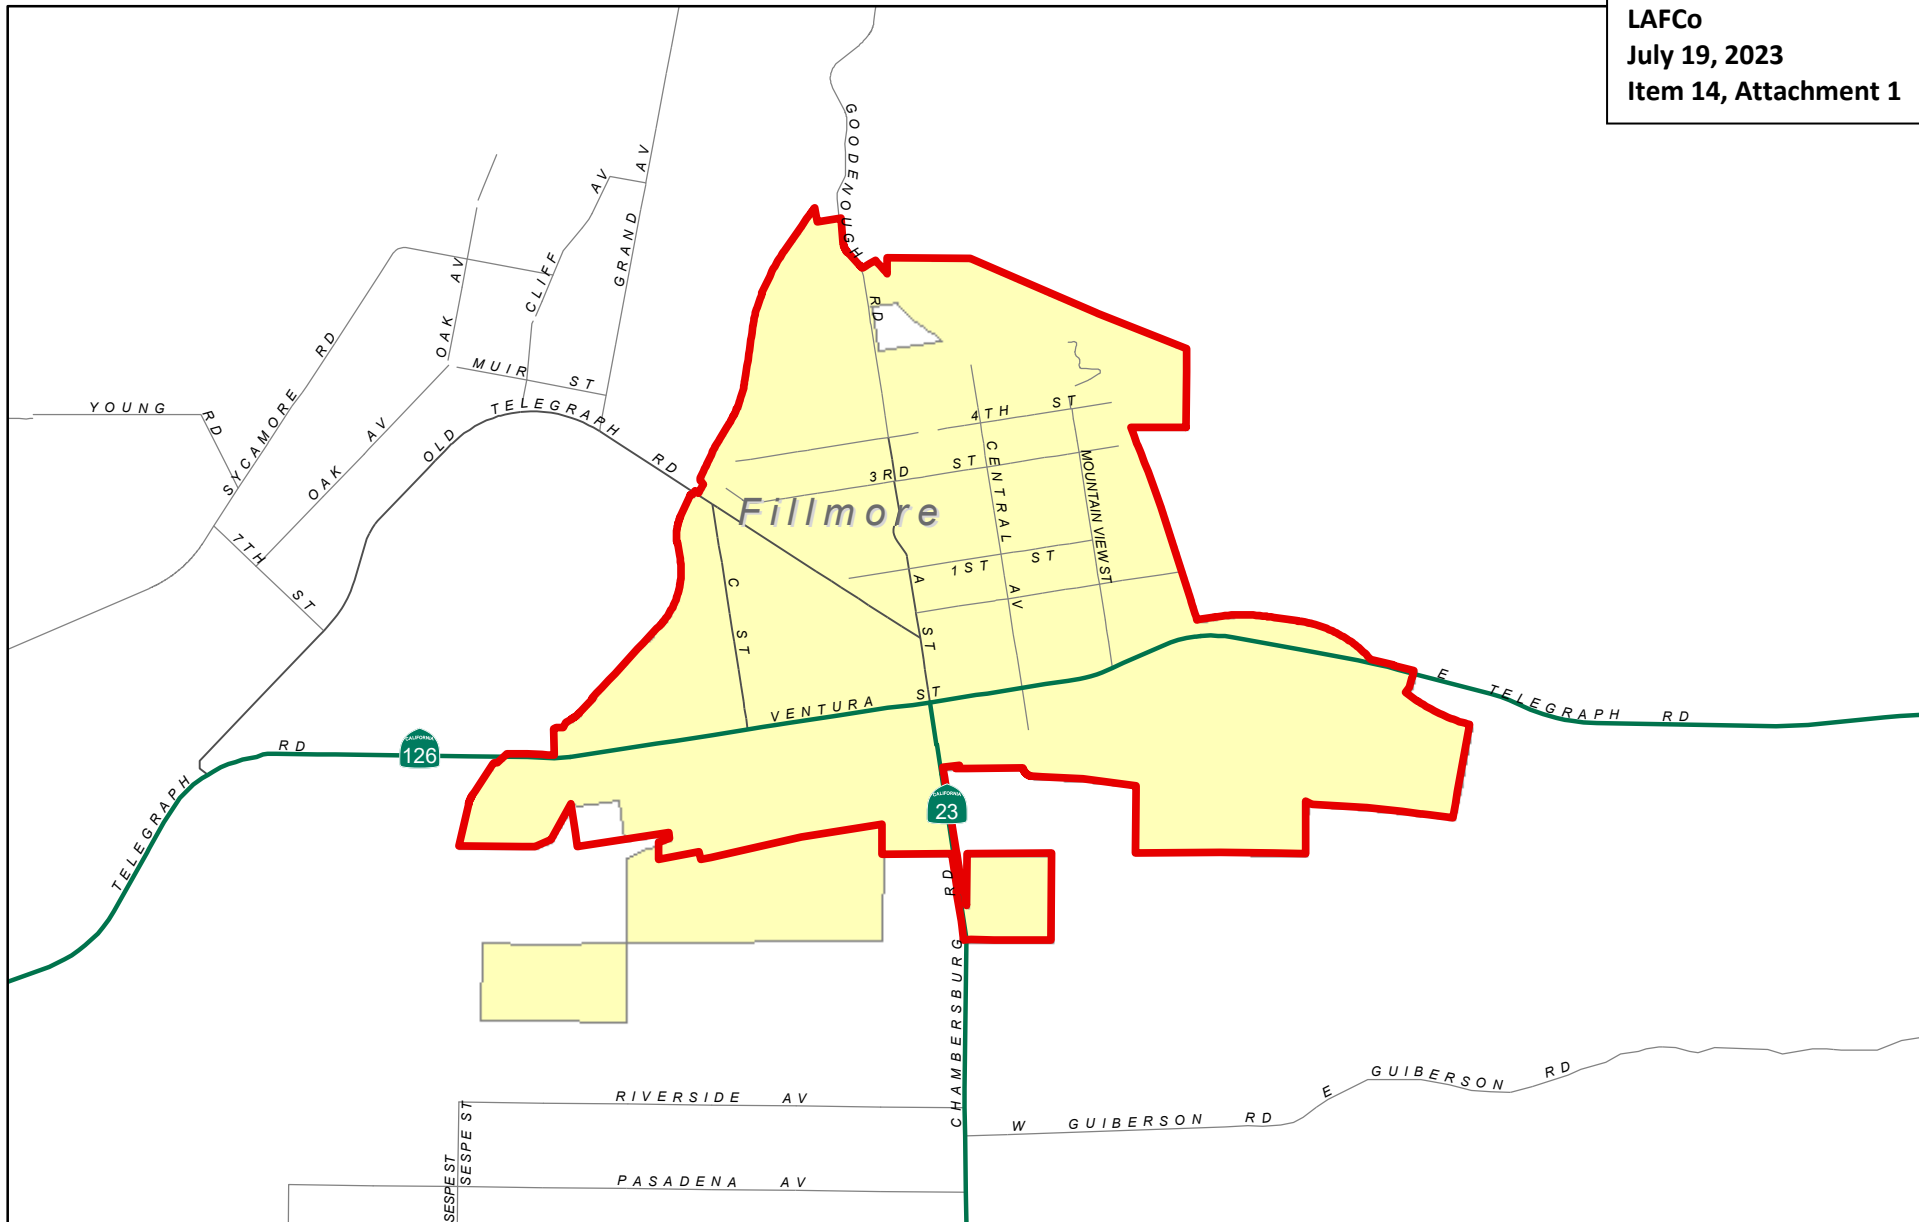 LAFCo
July 19, 2023
Item 14, Attachment 1
GOODENOUGH RD
GRAND AV
CLIFF AV
OAK AV
SYCAMORE RD
MUIR ST
YOUNG RD
OAK AV
OLD TELEGRAPH RD
7TH ST
4TH ST
3RD ST
CENTRAL AV
MOUNTAIN VIEW ST
Fillmore
1ST ST
C ST
A ST
VENTURA ST
E TELEGRAPH RD
TELEGRAPH RD
CALIFORNIA
126
CALIFORNIA
23
CHAMBERSBURG RD
RIVERSIDE AV
SESPE ST
SESPE ST
W GUIBERSON RD
E GUIBERSON RD
PASADENA AV